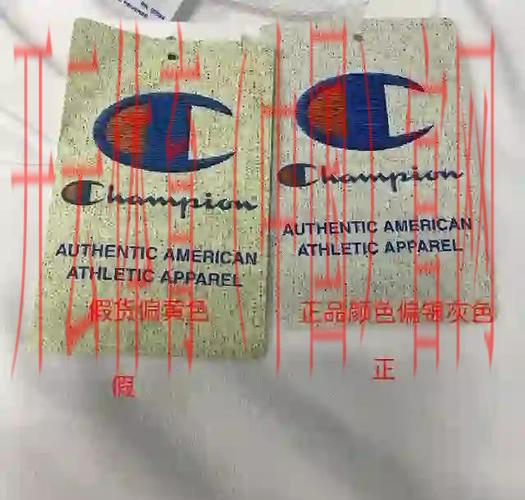 Champion
AUTHENTIC AMERICAN
ATHLETIC APPAREL
假货偏黄色
假
Champion
AUTHENTIC AMERICAN
ATHLETIC APPAREL
正品颜色偏银灰色
正